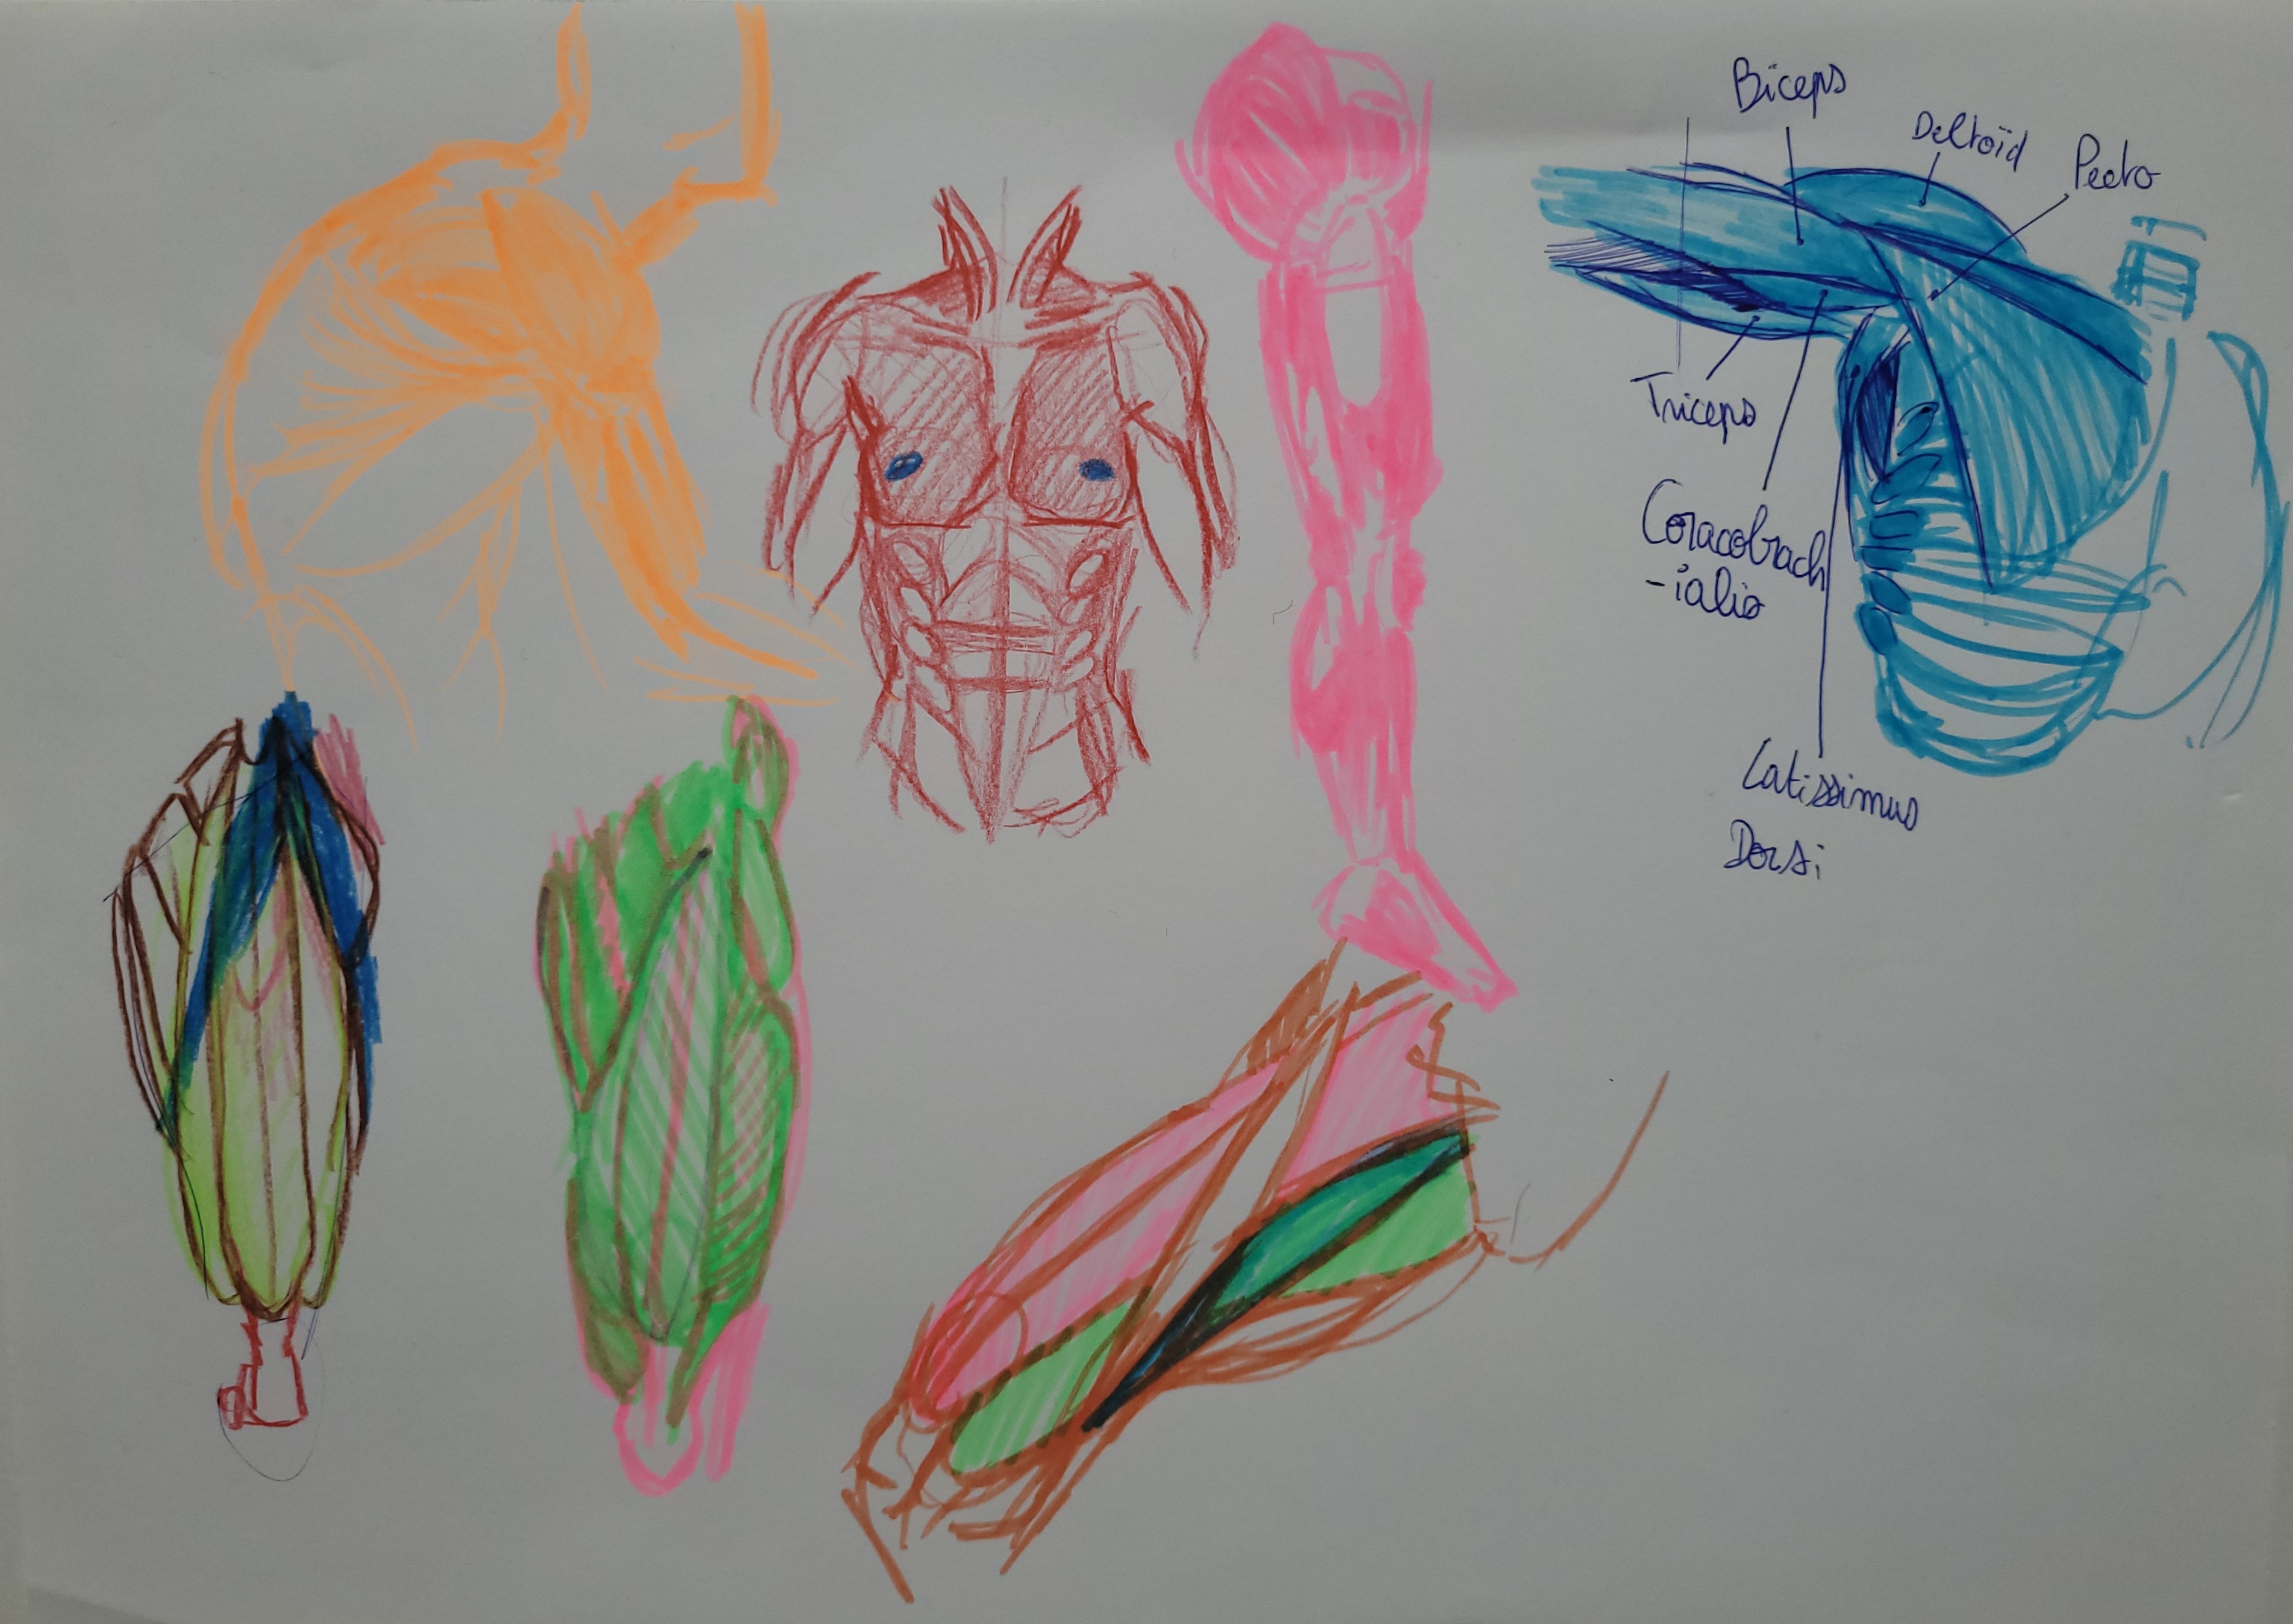 Biceps
Deltoïd
Pecto
Triceps
Coracobrach
-ialis
Latissimus
Dorsi